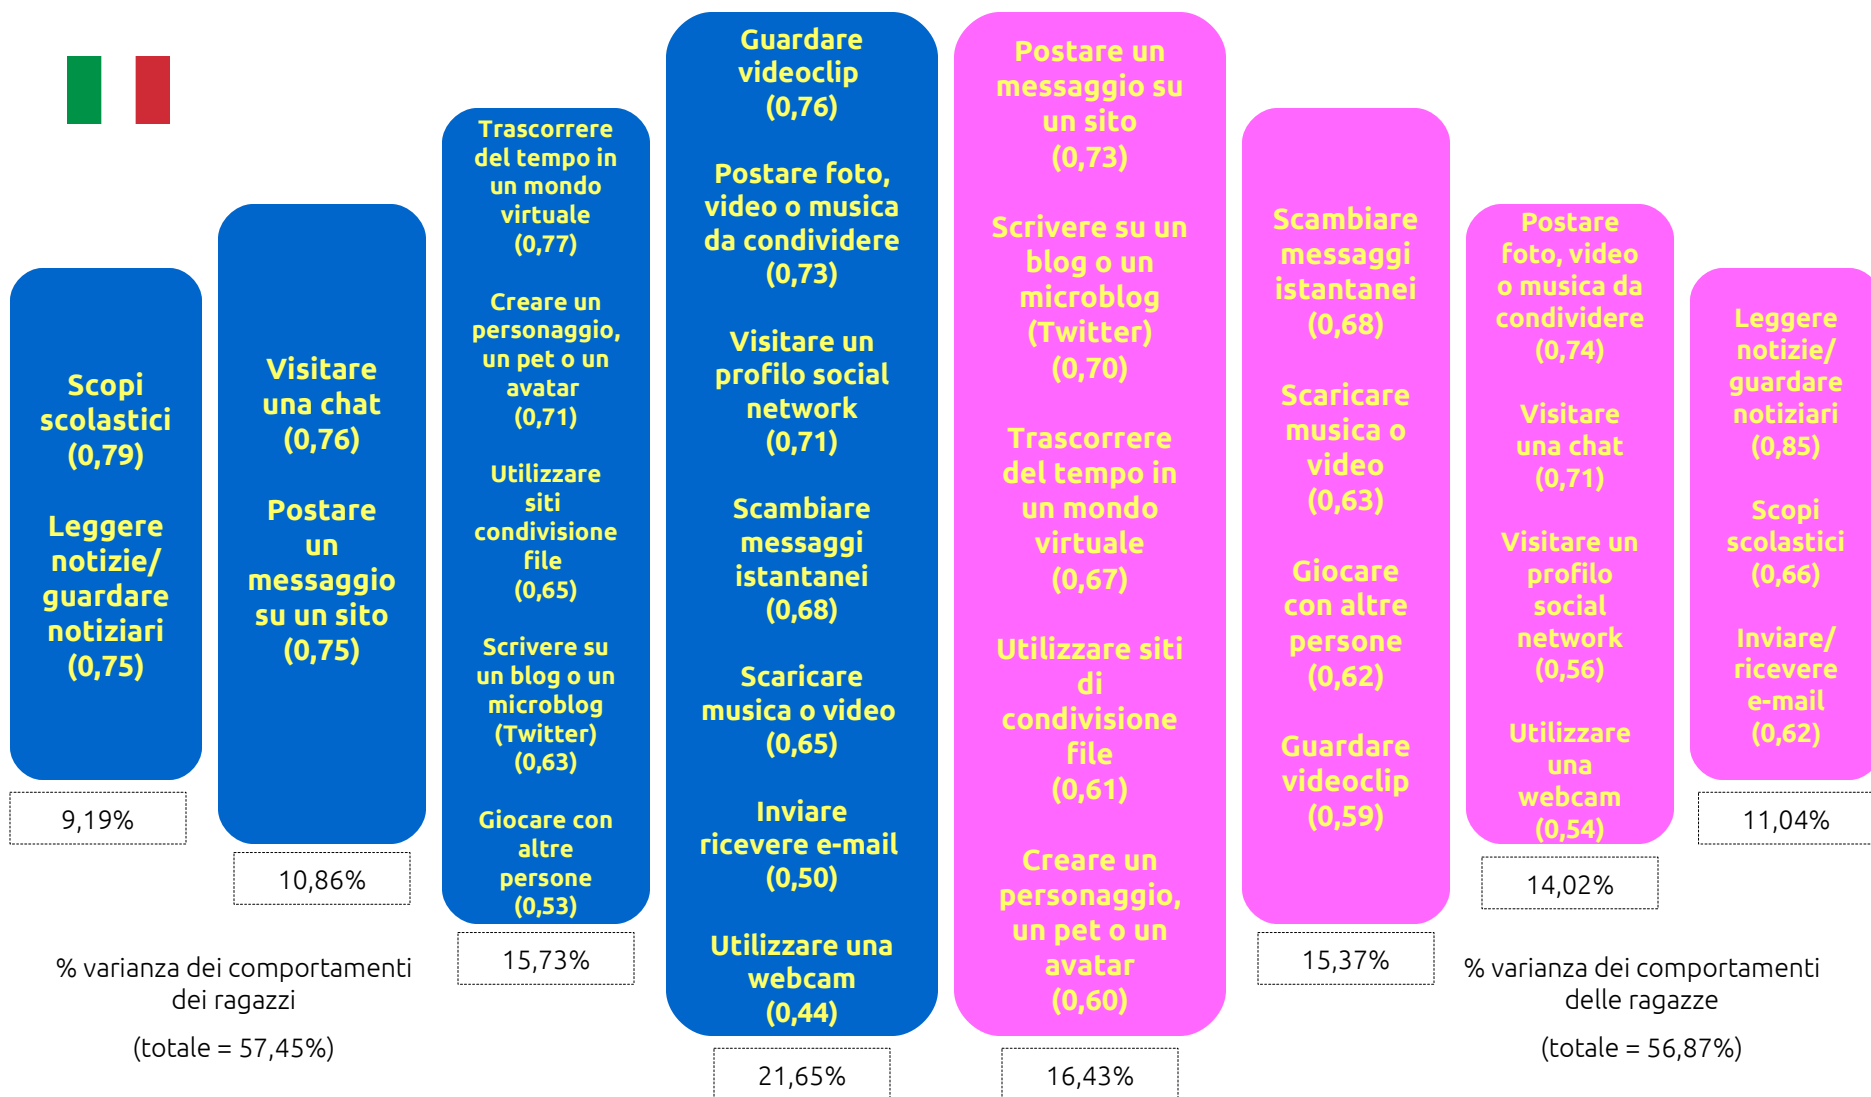 Scopi
scolastici
(0,79)
Leggere
notizie/
guardare
notiziari
(0,75)
9,19%
Visitare
una chat
(0,76)
Postare
un
messaggio
su un sito
(0,75)
10,86%
Trascorrere
del tempo in
un mondo
virtuale
(0,77)
Creare un
personaggio,
un pet o un
avatar
(0,71)
Utilizzare
siti
condivisione
file
(0,65)
Scrivere su
un blog o un
microblog
(Twitter)
(0,63)
Giocare con
altre
persone
(0,53)
15,73%
Guardare
videoclip
(0,76)
Postare foto,
video o musica
da condividere
(0,73)
Visitare un
profilo social
network
(0,71)
Scambiare
messaggi
istantanei
(0,68)
Scaricare
musica o video
(0,65)
Inviare
ricevere e-mail
(0,50)
Utilizzare una
webcam
(0,44)
21,65%
Postare un
messaggio su
un sito
(0,73)
Scrivere su un
blog o un
microblog
(Twitter)
(0,70)
Trascorrere
del tempo in
un mondo
virtuale
(0,67)
Utilizzare siti
di
condivisione
file
(0,61)
Creare un
personaggio,
un pet o un
avatar
(0,60)
16,43%
Scambiare
messaggi
istantanei
(0,68)
Scaricare
musica o
video
(0,63)
Giocare
con altre
persone
(0,62)
Guardare
videoclip
(0,59)
15,37%
Postare
foto, video
o musica da
condividere
(0,74)
Visitare
una chat
(0,71)
Visitare un
profilo
social
network
(0,56)
Utilizzare
una
webcam
(0,54)
14,02%
Leggere
notizie/
guardare
notiziari
(0,85)
Scopi
scolastici
(0,66)
Inviare/
ricevere
e-mail
(0,62)
11,04%
% varianza dei comportamenti
dei ragazzi
(totale = 57,45%)
% varianza dei comportamenti
delle ragazze
(totale = 56,87%)